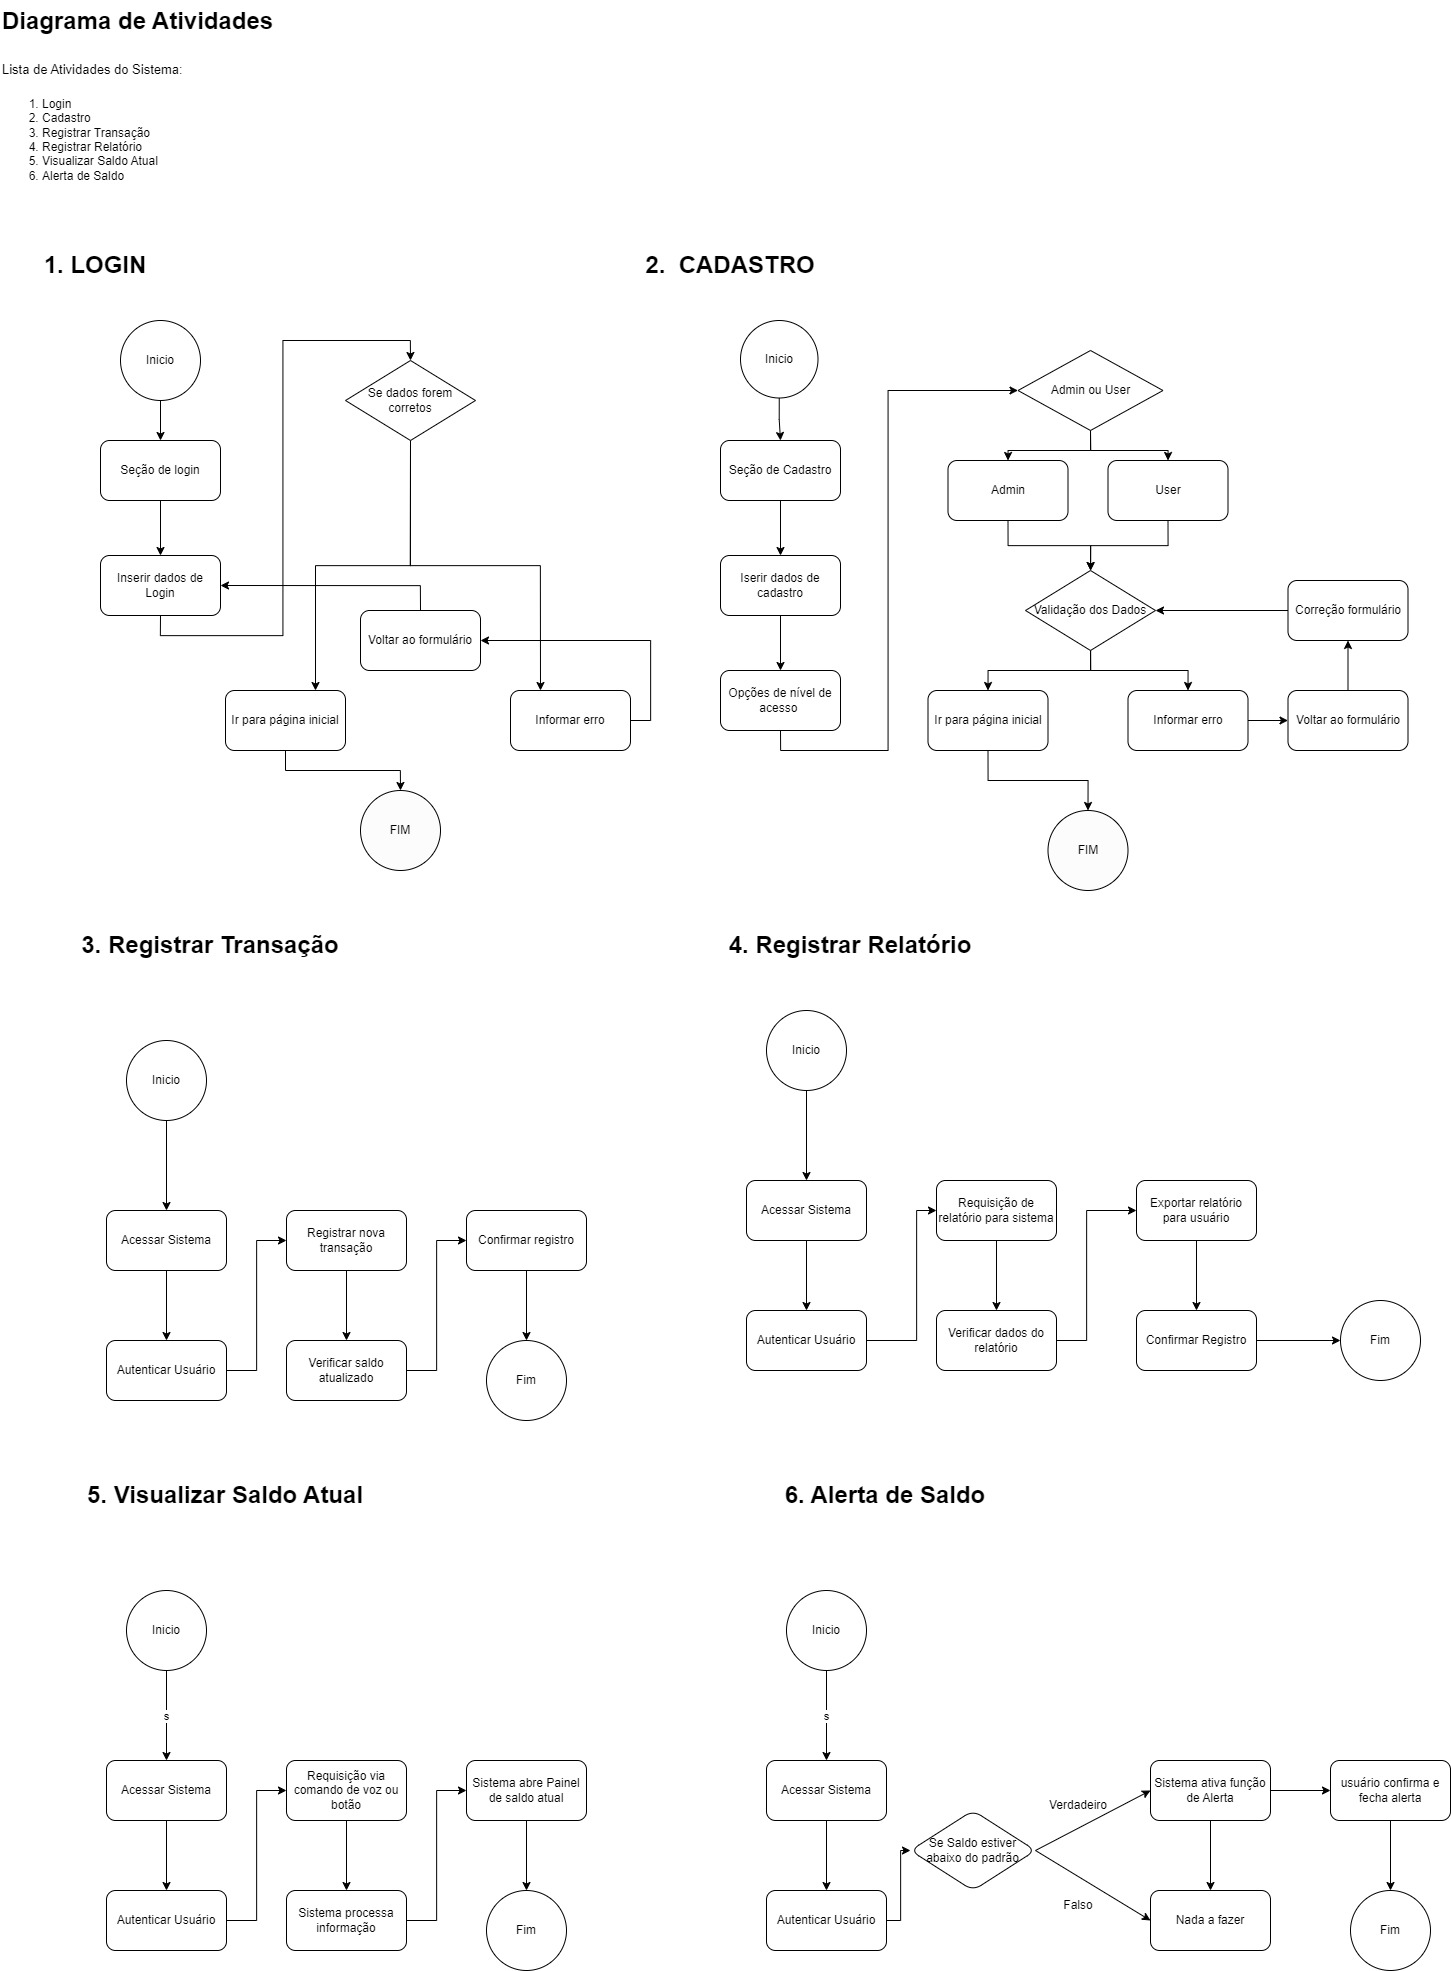 Diagrama de Atividades
Lista de Atividades do Sistema:
1. Login
2. Cadastro
3. Registrar Transação
4. Registrar Relatório
5. Visualizar Saldo Atual
6. Alerta de Saldo
1. LOGIN
Inicio
Seção de login
Inserir dados de
Login
Se dados forem
corretos
Voltar ao formulário
Ir para página inicial
Informar erro
FIM
2. CADASTRO
Inicio
Seção de Cadastro
Iserir dados de
cadastro
Opções de nível de
acesso
Admin ou User
Admin
User
Validação dos Dados
Correção formulário
Ir para página inicial
Informar erro
Voltar ao formulário
FIM
3. Registrar Transação
Inicio
Acessar Sistema
Autenticar Usuário
Registrar nova
transação
Verificar saldo
atualizado
Confirmar registro
Fim
4. Registrar Relatório
Inicio
Acessar Sistema
Autenticar Usuário
Requisição de
relatório para sistema
Verificar dados do
relatório
Exportar relatório
para usuário
Confirmar Registro
Fim
5. Visualizar Saldo Atual
Inicio
s
Acessar Sistema
Autenticar Usuário
Requisição via
comando de voz ou
botão
Sistema processa
informação
Sistema abre Painel
de saldo atual
Fim
6. Alerta de Saldo
Inicio
s
Acessar Sistema
Autenticar Usuário
Se Saldo estiver
abaixo do padrão
Verdadeiro
Falso
Sistema ativa função
de Alerta
Nada a fazer
usuário confirma e
fecha alerta
Fim